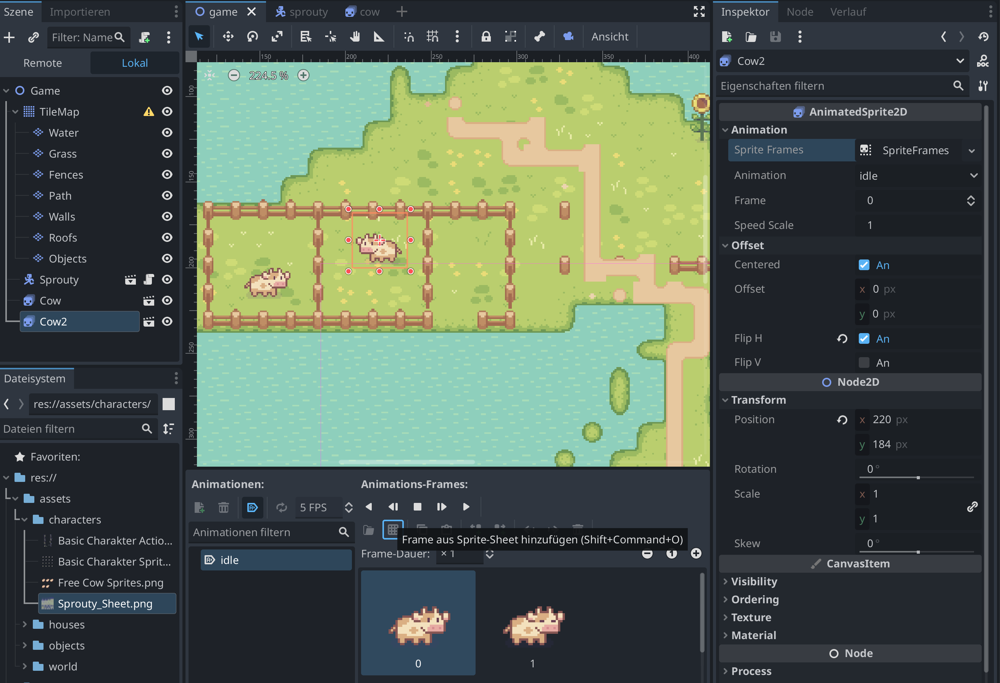 Szene
Importieren
Filter: Name
Remote
Lokal
Game
TileMap
Water
Grass
Fences
Path
Walls
Roofs
Objects
Sprouty
Cow
Cow2
Dateisystem
res://assets/characters/
Dateien filtern
Favoriten:
res://
assets
characters
Basic Charakter Actio...
Basic Charakter Sprit...
Free Cow Sprites.png
Sprouty_Sheet.png
houses
objects
world
game
sprouty
cow
Ansicht
150
200
250
300
350
400
224.5 %
100
150
200
250
300
Animationen:
5 FPS
Animationen filtern
idle
Animations-Frames:
Frame aus Sprite-Sheet hinzufügen (Shift+Command+O)
Frame-Dauer: × 1
0
1
Inspektor
Node
Verlauf
DOC
Cow2
Eigenschaften filtern
AnimatedSprite2D
Animation
Sprite Frames SpriteFrames
Animation idle
Frame 0
Speed Scale 1
Offset
Centered An
Offset x 0 px
y 0 px
Flip H An
Flip V An
Node2D
Transform
Position x 220 px
y 184 px
Rotation 0 °
Scale x 1
y 1
Skew 0 °
CanvasItem
Visibility
Ordering
Texture
Material
Node
Process